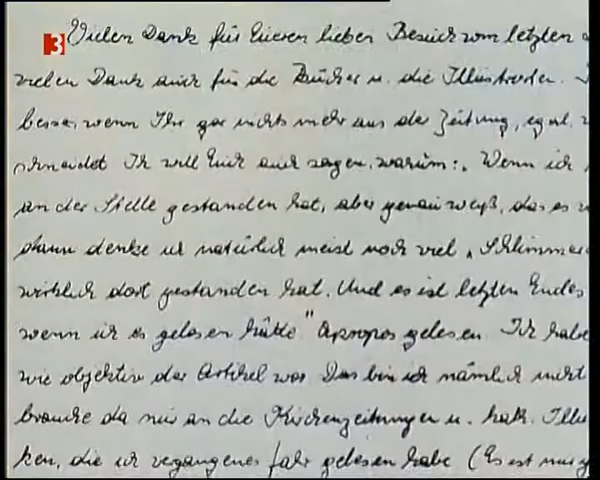 3
Vielen Dank für Eueren lieben Besuch vom letzten
vielen Dank auch für die Bücher u. die Illustrierten.
besser, wenn Ihr gar nichts mehr aus der Zeitung, egal,
schneidet Ich will Euch auch sagen, warum: Wenn ich
an der Stelle gestanden hat, aber genau weiß, das es
dann denke ich natürlich meist noch viel „Schlimmer
wirklich dort gestanden hat. Und es ist letzten Endes
wenn ich es gelesen hätte" Apropos gelesen Ich habe
wie objektiv der Artikel war Das bin ich nämlich nicht
brauche da nur an die Kirchenzeitungen u. kath. Illu
ken, die ich vergangenes Jahr gelesen habe (Es ist nur